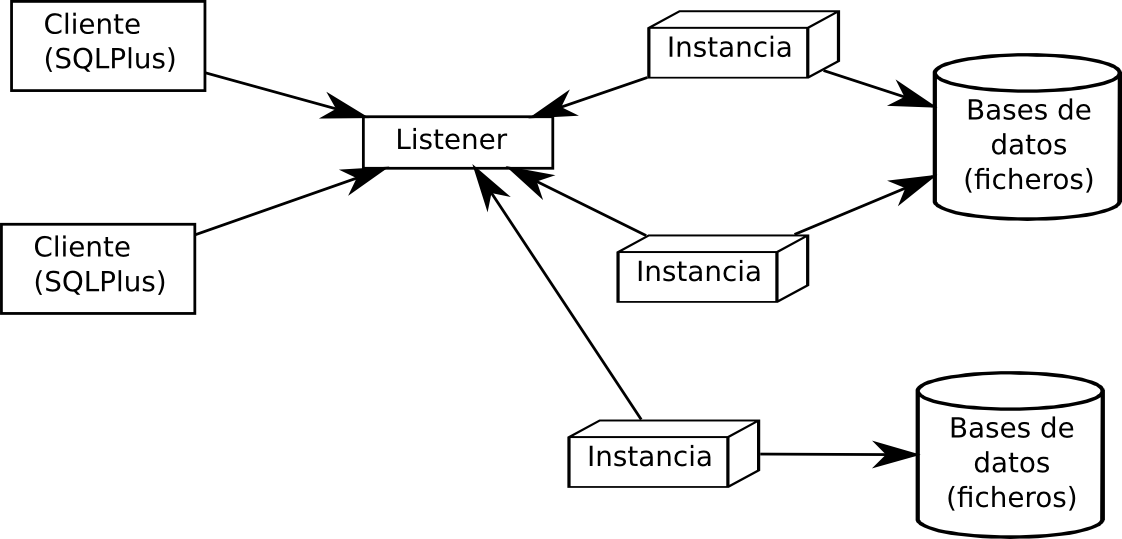 Cliente
(SQLPlus)
Instancia
Bases de
datos
(ficheros)
Listener
Cliente
(SQLPlus)
Instancia
Instancia
Bases de
datos
(ficheros)